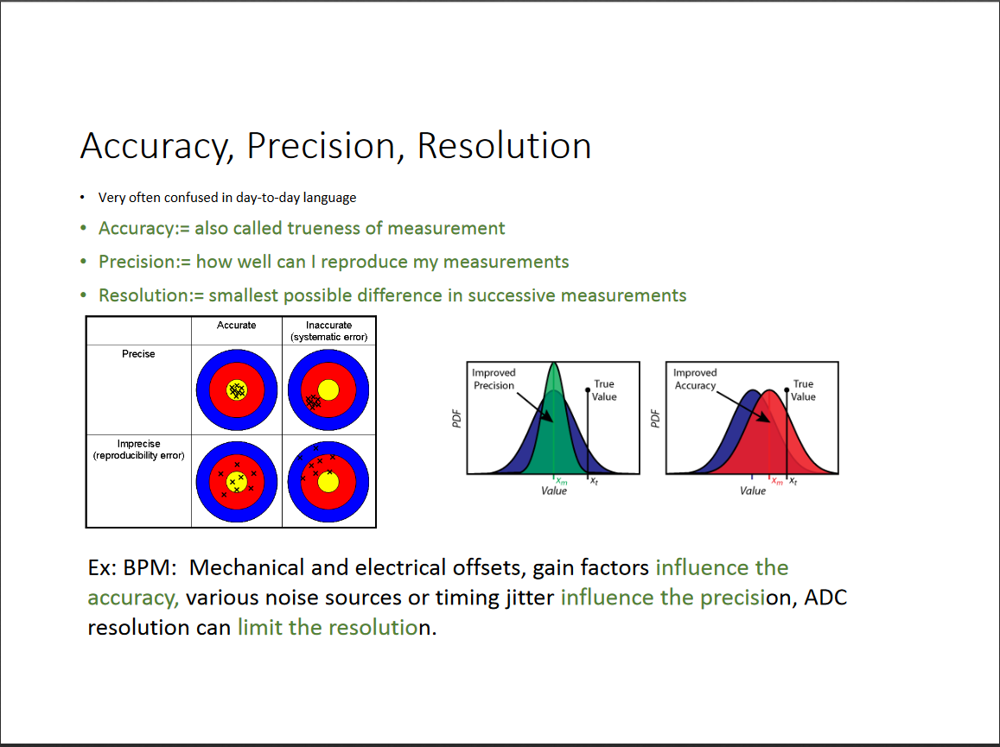 Accuracy, Precision, Resolution
• Very often confused in day-to-day language
• Accuracy:= also called trueness of measurement
• Precision:= how well can I reproduce my measurements
• Resolution:= smallest possible difference in successive measurements
Accurate
Inaccurate
(systematic error)
Precise
Imprecise
(reproducibility error)
Improved
Precision
True
Value
PDF
xm
xt
Value
Improved
Accuracy
True
Value
PDF
xm
xt
Value
Ex: BPM: Mechanical and electrical offsets, gain factors influence the
accuracy, various noise sources or timing jitter influence the precision, ADC
resolution can limit the resolution.